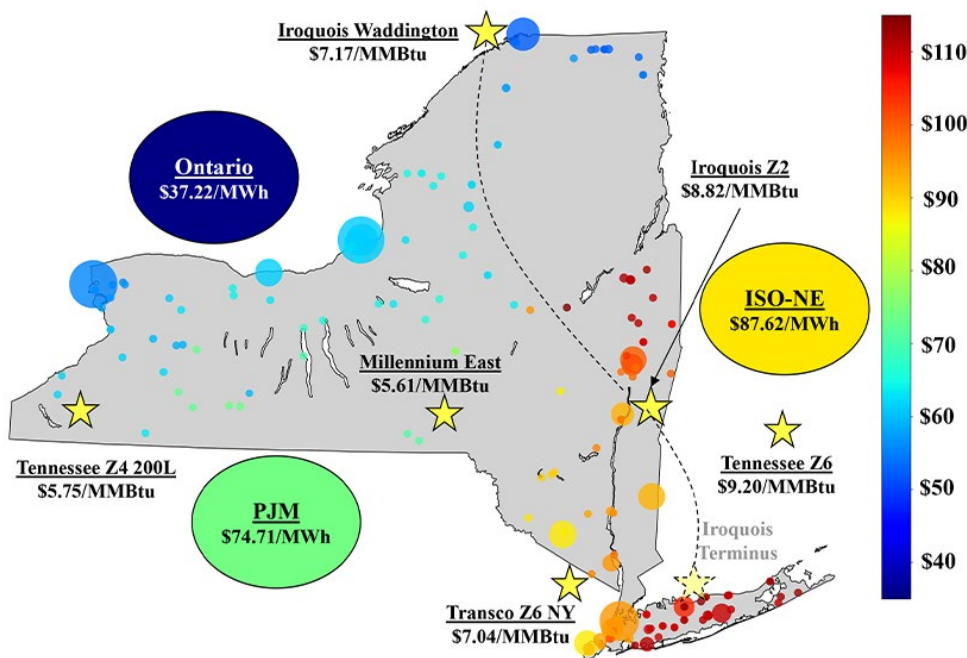 Iroquois Waddington
$7.17/MMBtu
Ontario
$37.22/MWh
Iroquois Z2
$8.82/MMBtu
ISO-NE
$87.62/MWh
Millennium East
$5.61/MMBtu
Tennessee Z4 200L
$5.75/MMBtu
Tennessee Z6
$9.20/MMBtu
PJM
$74.71/MWh
Iroquois
Terminus
Transco Z6 NY
$7.04/MMBtu
$110
$100
$90
$80
$70
$60
$50
$40